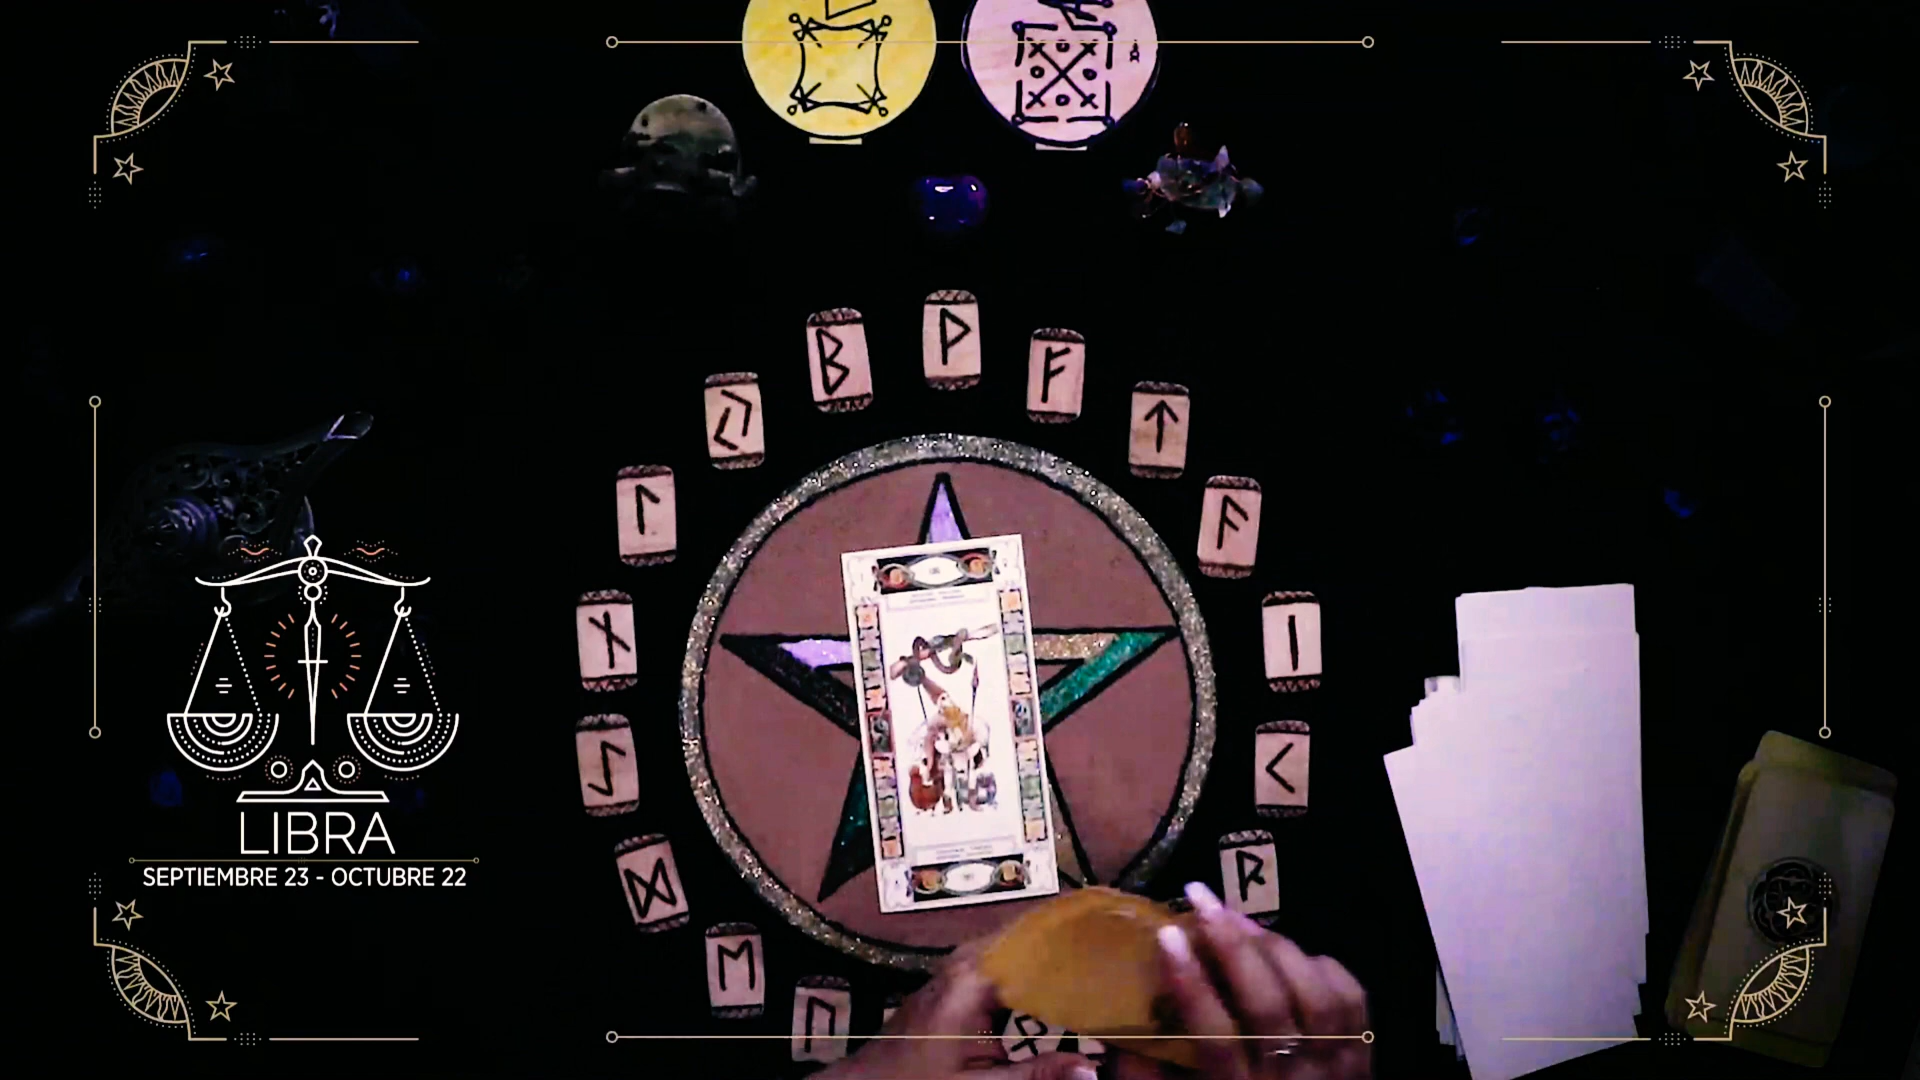 ᚹ
ᛒ
ᚠ
ᛃ
ᛏ
ᛚ
ᚨ
ᚾ
ᛁ
ᛊ
ᚲ
LIBRA
SEPTIEMBRE 23 - OCTUBRE 22
ᛞ
ᚱ
ᛖ
ᚢ
ᛟ